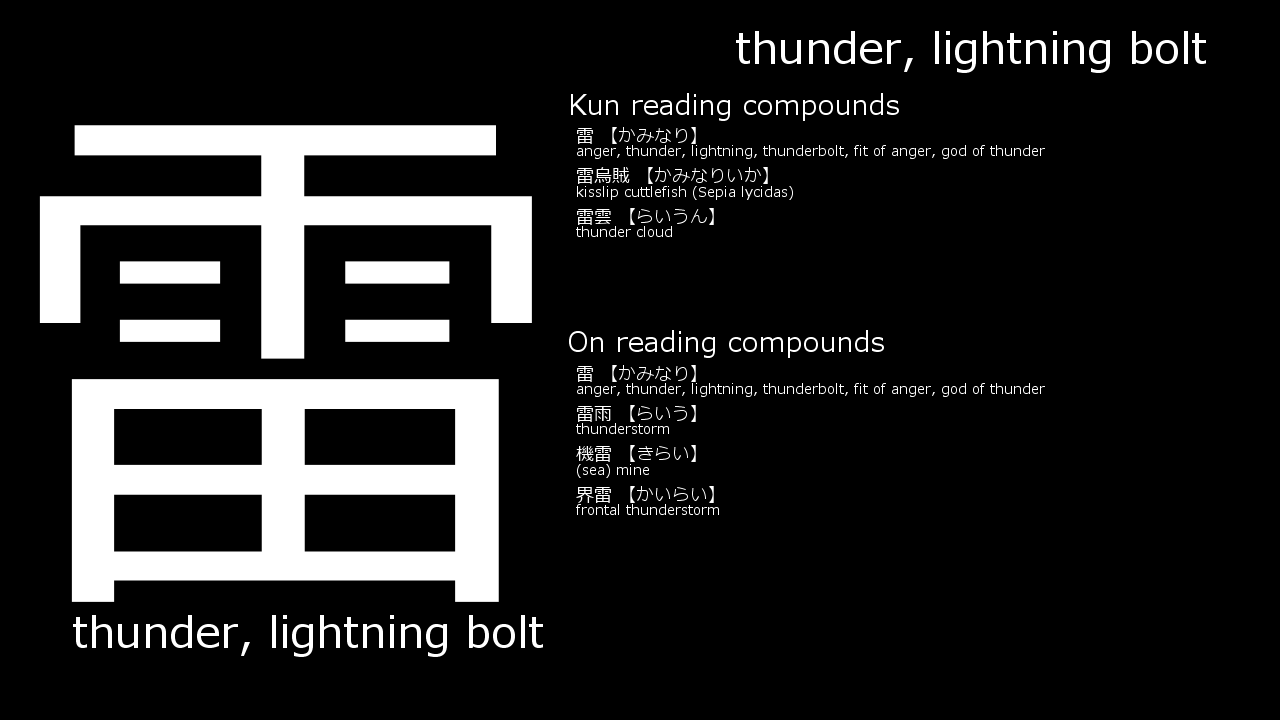 thunder, lightning bolt
雷
thunder, lightning bolt
Kun reading compounds
雷 【かみなり】
anger, thunder, lightning, thunderbolt, fit of anger, god of thunder
雷烏賊 【かみなりいか】
kisslip cuttlefish (Sepia lycidas)
雷雲 【らいうん】
thunder cloud
On reading compounds
雷 【かみなり】
anger, thunder, lightning, thunderbolt, fit of anger, god of thunder
雷雨 【らいう】
thunderstorm
機雷 【きらい】
(sea) mine
界雷 【かいらい】
frontal thunderstorm